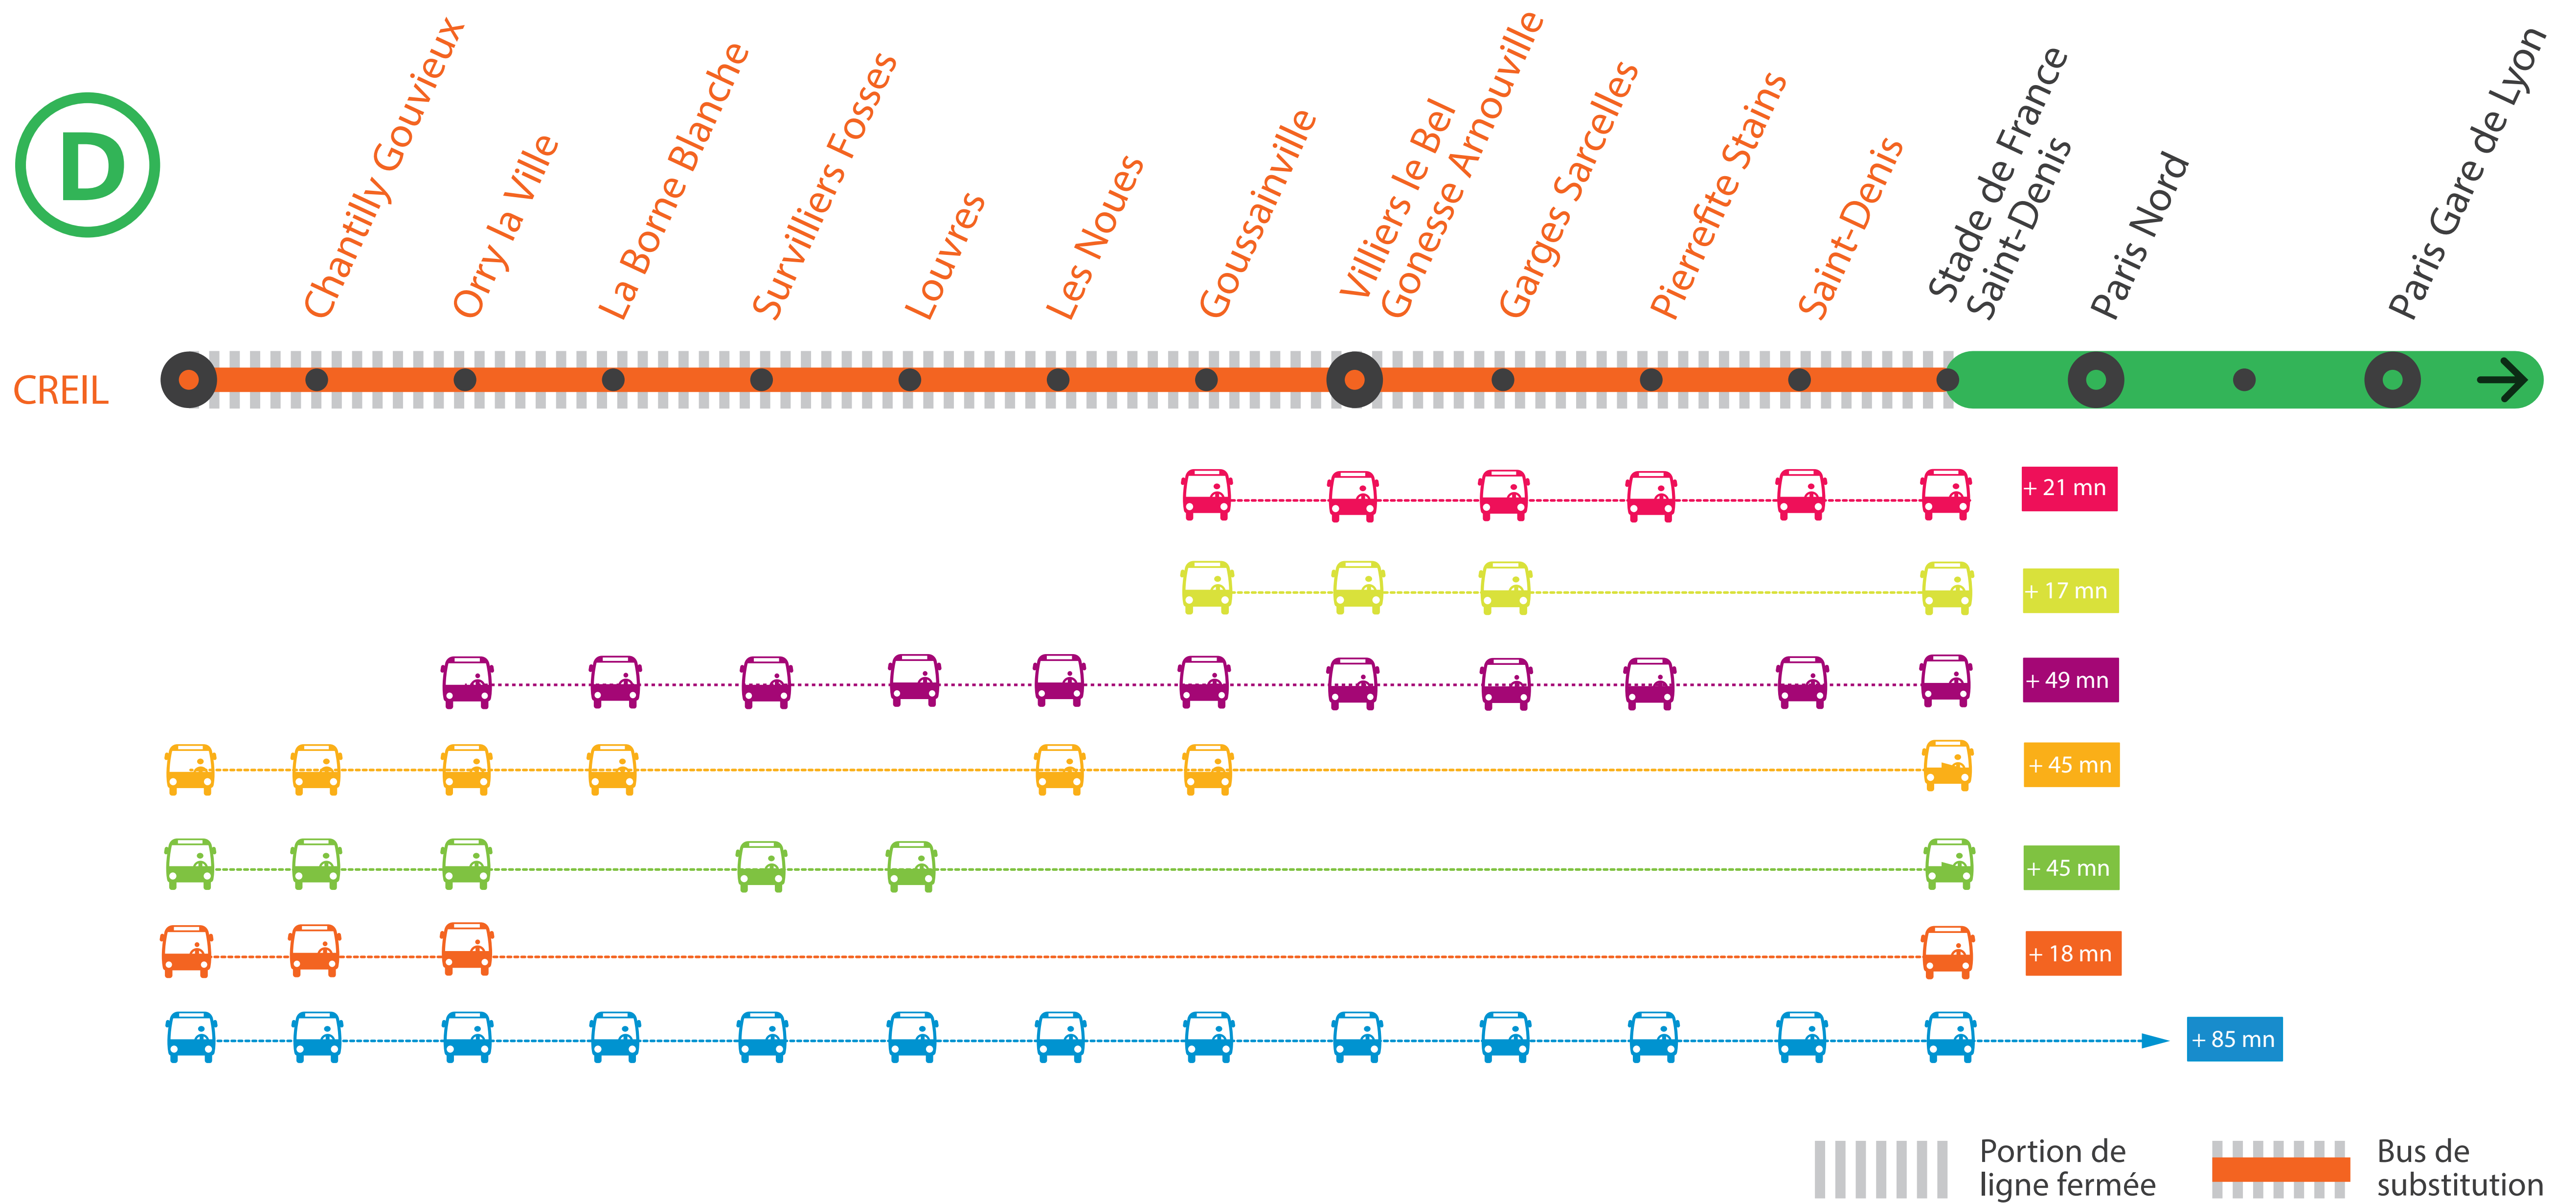 D
CREIL
Chantilly Gouvieux
Orry la Ville
La Borne Blanche
Survilliers Fosses
Louvres
Les Noues
Goussainville
Villiers le Bel
Gonesse Arnouville
Garges Sarcelles
Pierrefite Stains
Saint-Denis
Stade de France
Saint-Denis
Paris Nord
Paris Gare de Lyon
+ 21 mn
+ 17 mn
+ 49 mn
+ 45 mn
+ 45 mn
+ 18 mn
+ 85 mn
Portion de
ligne fermée
Bus de
substitution